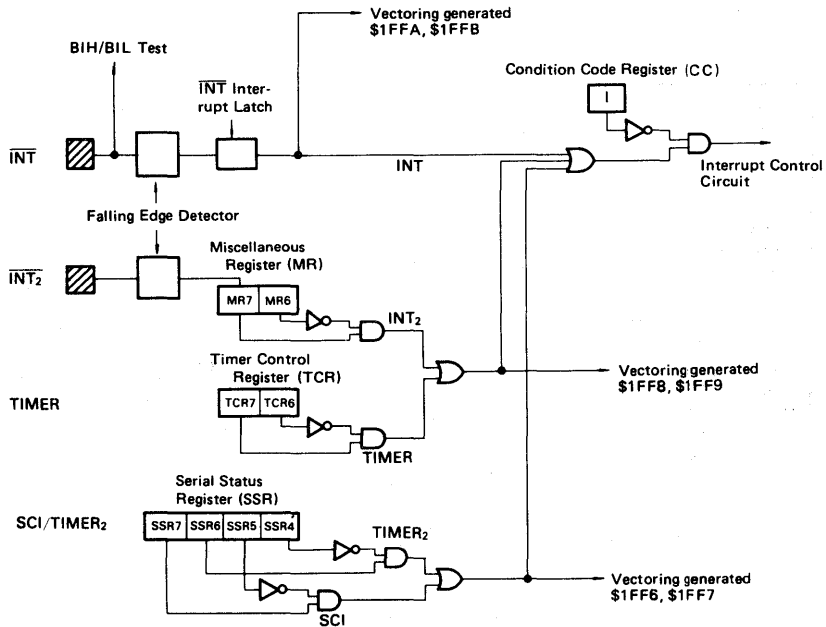 Vectoring generated
$1FFA, $1FFB
BIH/BIL Test
Condition Code Register (CC)
INT Inter-
rupt Latch
I
INT
INT
Interrupt Control
Circuit
Falling Edge Detector
Miscellaneous
Register (MR)
INT2
MR7 MR6
INT2
Timer Control
Register (TCR)
Vectoring generated
$1FF8, $1FF9
TIMER
TCR7 TCR6
TIMER
Serial Status
Register (SSR)
SCI/TIMER2
SSR7 SSR6 SSR5 SSR4
TIMER2
Vectoring generated
$1FF6, $1FF7
SCI